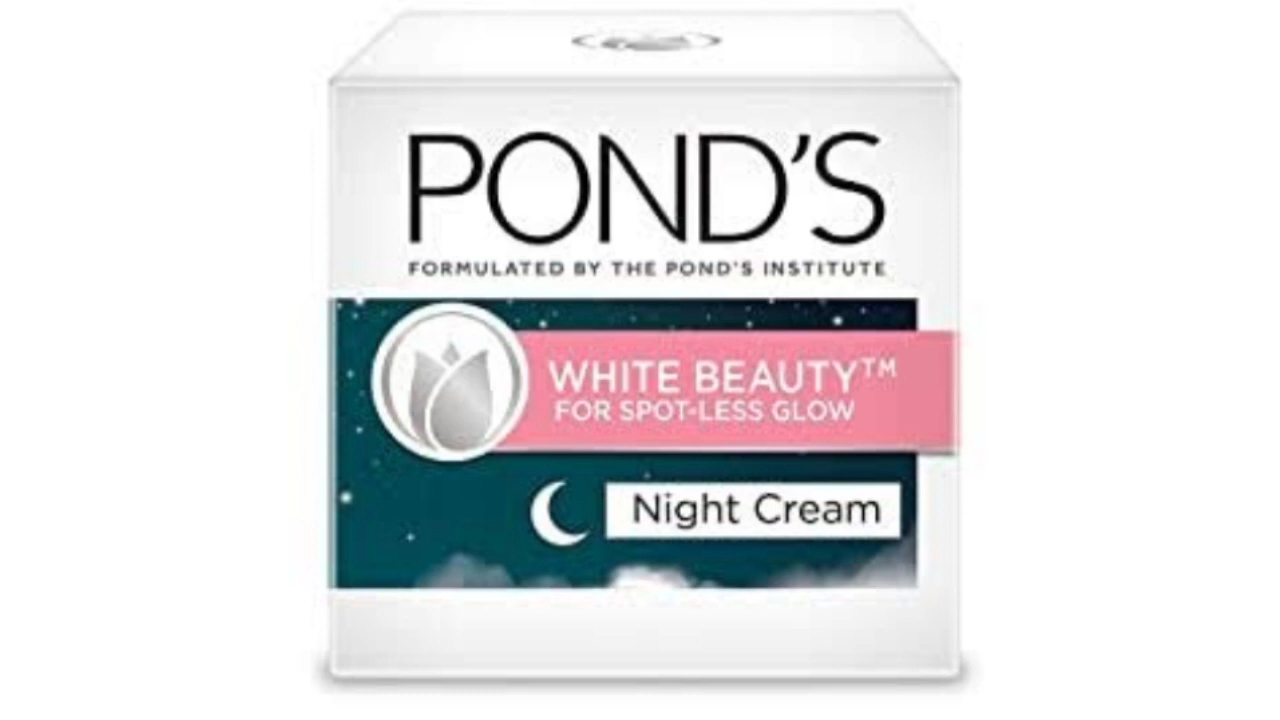 POND'S
FORMULATED BY THE POND'S INSTITUTE
WHITE BEAUTY™
FOR SPOT-LESS GLOW
Night Cream